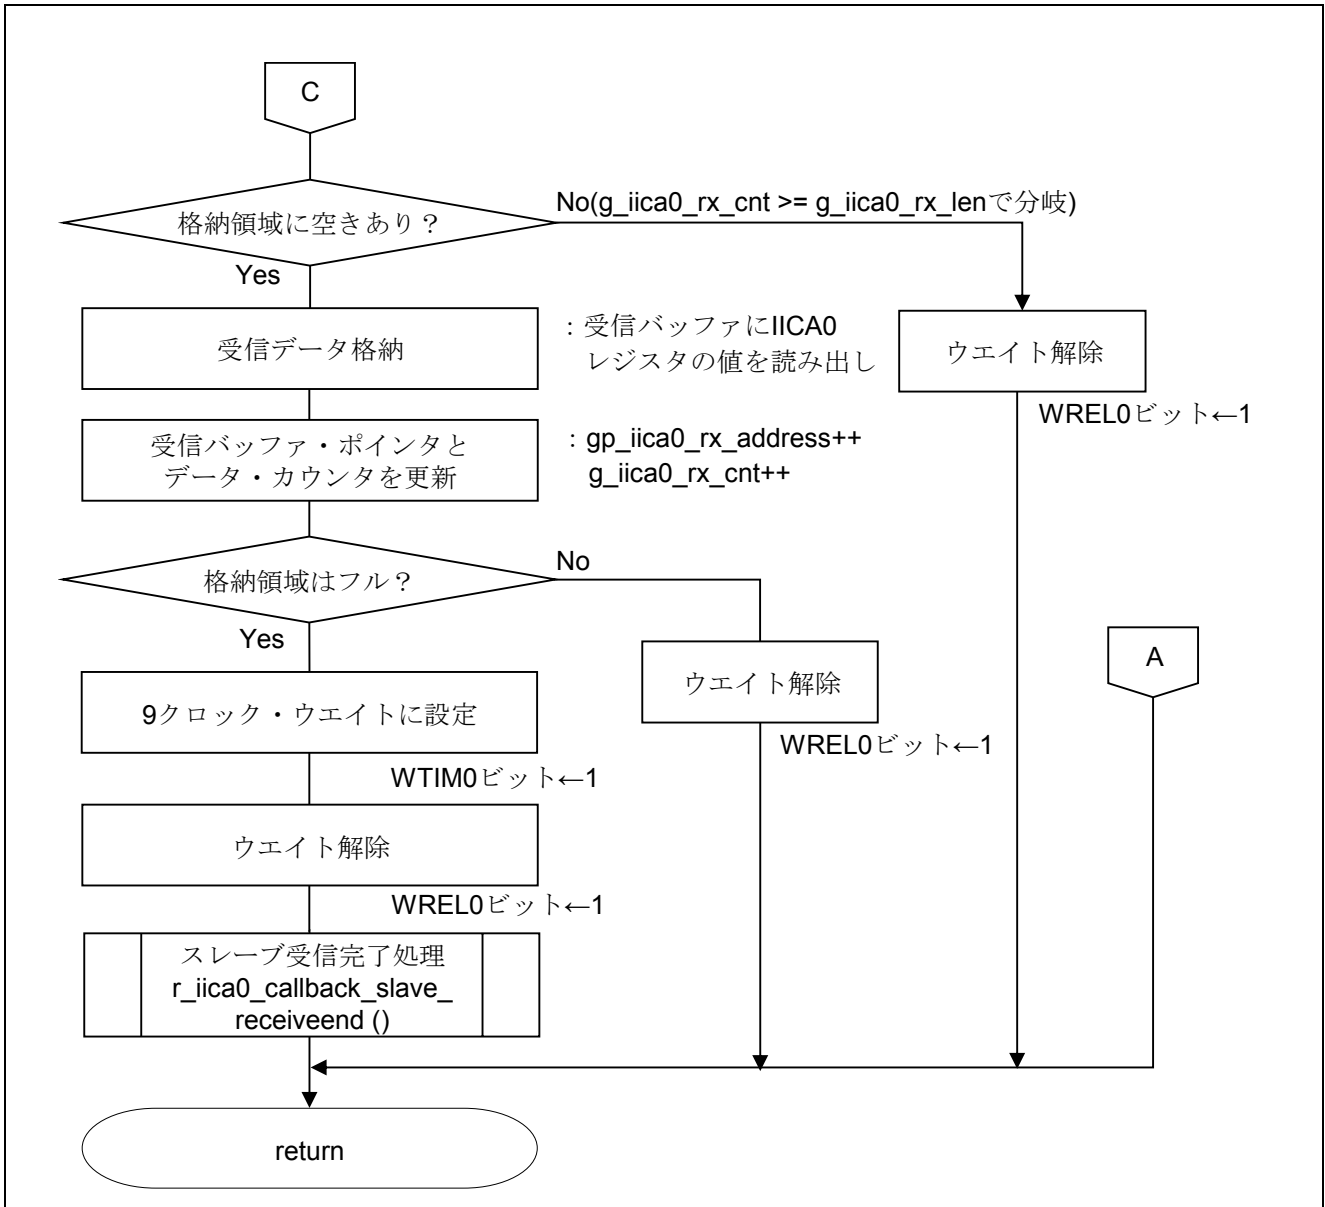 C
格納領域に空きあり？
No(g_iica0_rx_cnt >= g_iica0_rx_lenで分岐)
Yes
受信データ格納
：受信バッファにIICA0
レジスタの値を読み出し
ウエイト解除
WREL0ビット←1
受信バッファ・ポインタと
データ・カウンタを更新
：gp_iica0_rx_address++
g_iica0_rx_cnt++
格納領域はフル？
No
Yes
ウエイト解除
WREL0ビット←1
A
9クロック・ウエイトに設定
WTIM0ビット←1
ウエイト解除
WREL0ビット←1
スレーブ受信完了処理
r_iica0_callback_slave_
receiveend ()
return